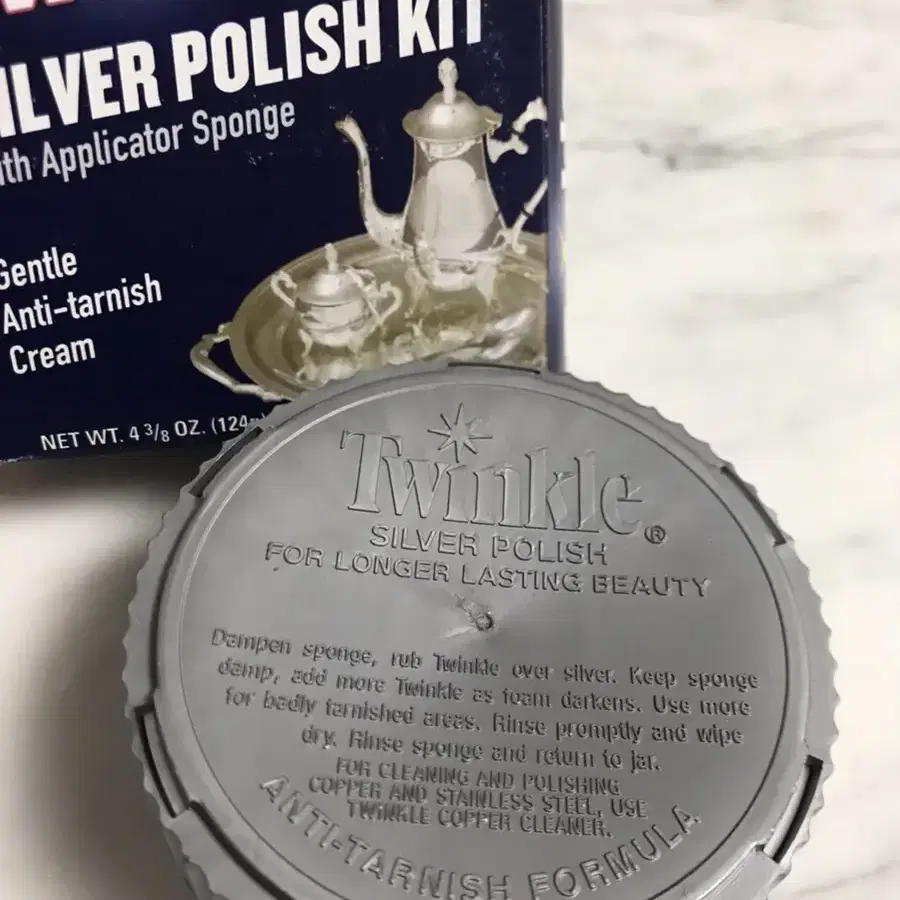 ILVER POLISH KIT
ith Applicator Sponge
Gentle
Anti-tarnish
Cream
NET WT. 4 3/8 OZ. (124
Twinkle®
SILVER POLISH
FOR LONGER LASTING BEAUTY
Dampen sponge, rub Twinkle over silver. Keep sponge
damp, add more Twinkle as foam darkens. Use more
for badly tarnished areas. Rinse promptly and wipe
dry. Rinse sponge and return to jar.
FOR CLEANING AND POLISHING
COPPER AND STAINLESS STEEL, USE
TWINKLE COPPER CLEANER.
ANTI-TARNISH FORMULA